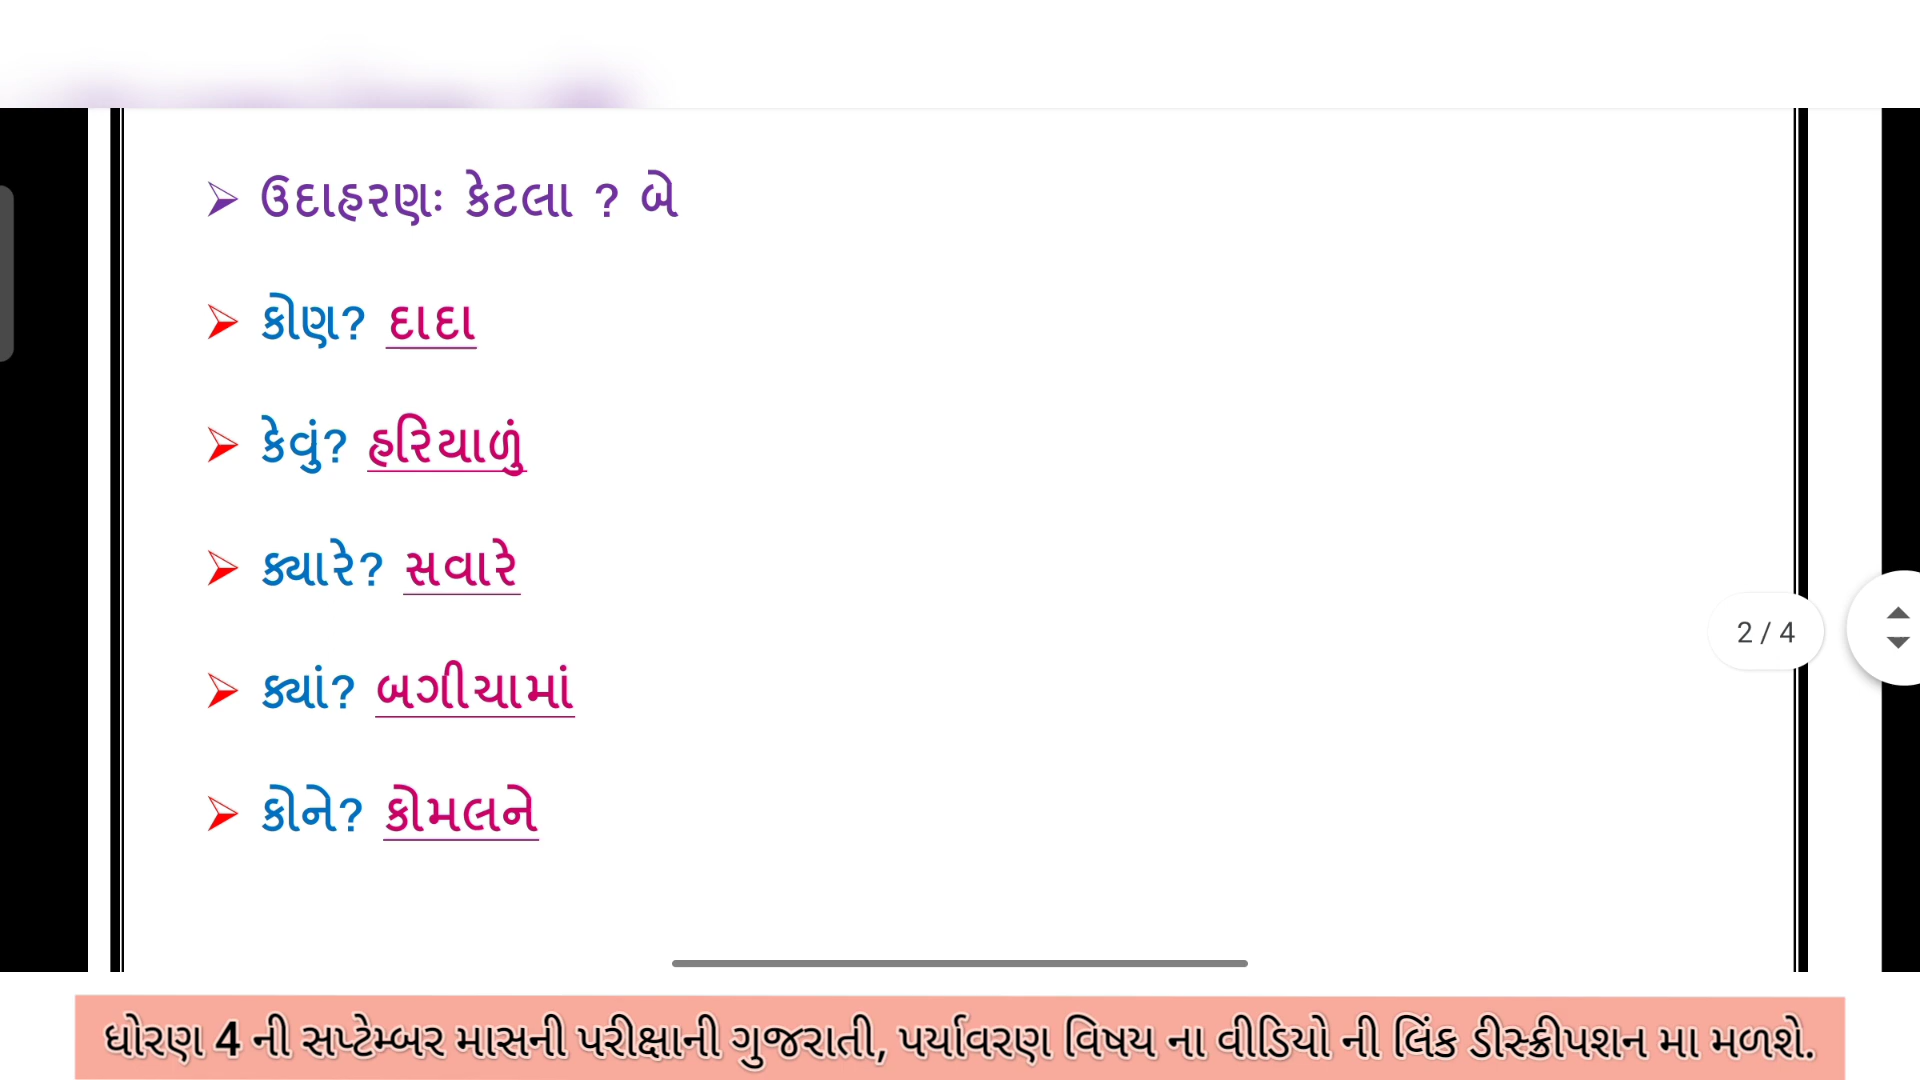 ➢ ઉદાહરણઃ કેટલા ? બે
➢ કોણ? દાદા
➢ કેવું? હરિયાળું
➢ ક્યારે? સવારે
➢ ક્યાં? બગીચામાં
➢ કોને? કોમલને
2 / 4
ધોરણ 4 ની સપ્ટેમ્બર માસની પરીક્ષાની ગુજરાતી, પર્યાવરણ વિષય ના વીડિયો ની લિંક ડીસ્ક્રીપશન મા મળશે.